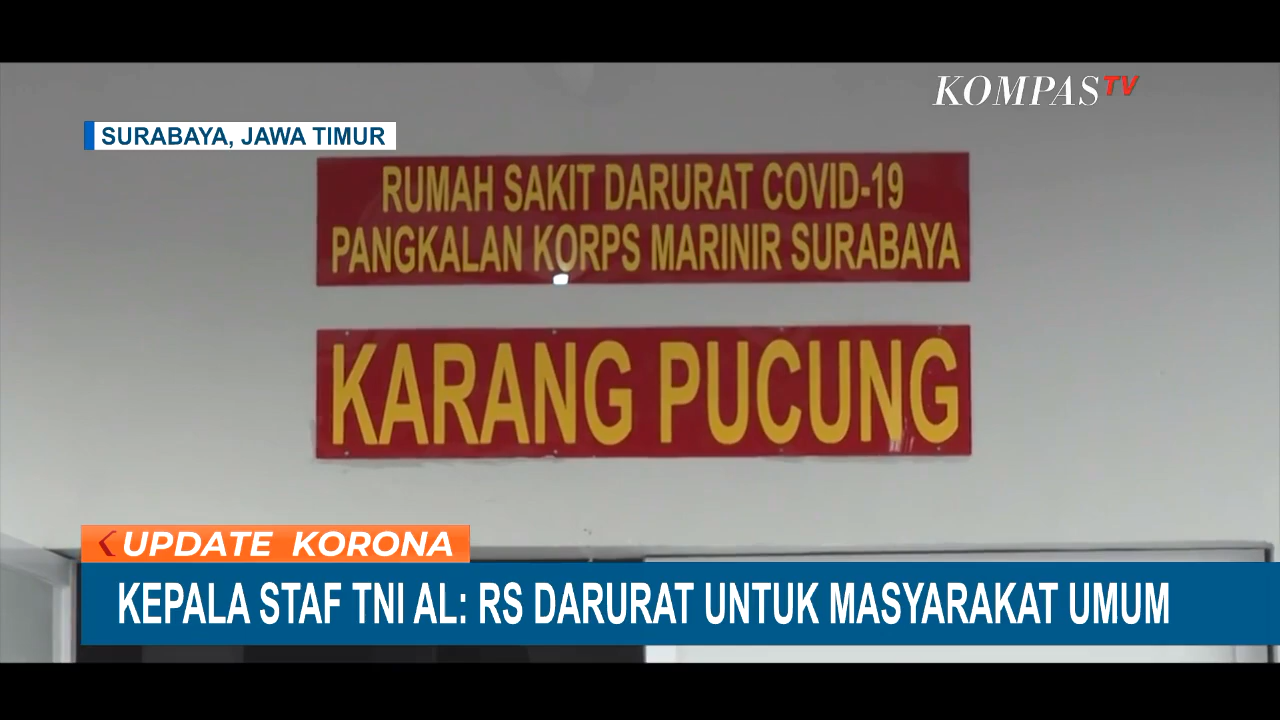 KOMPASTV
SURABAYA, JAWA TIMUR
RUMAH SAKIT DARURAT COVID-19
PANGKALAN KORPS MARINIR SURABAYA
KARANG PUCUNG
UPDATE KORONA
KEPALA STAF TNI AL: RS DARURAT UNTUK MASYARAKAT UMUM